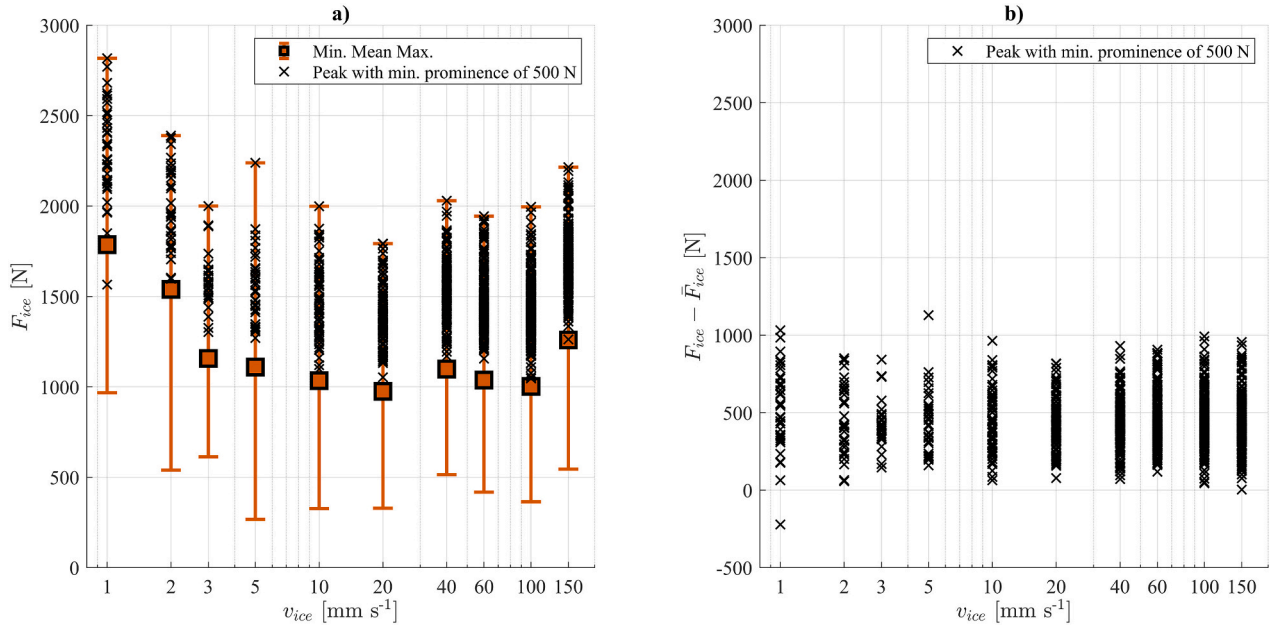 a)
3000
2500
2000
1500
1000
500
0
F_ice [N]
Min. Mean Max.
Peak with min. prominence of 500 N
1 2 3 5 10 20 40 60 100 150
v_ice [mm s⁻¹]
b)
3000
2500
2000
1500
1000
500
0
-500
F_ice − F̄_ice [N]
Peak with min. prominence of 500 N
1 2 3 5 10 20 40 60 100 150
v_ice [mm s⁻¹]